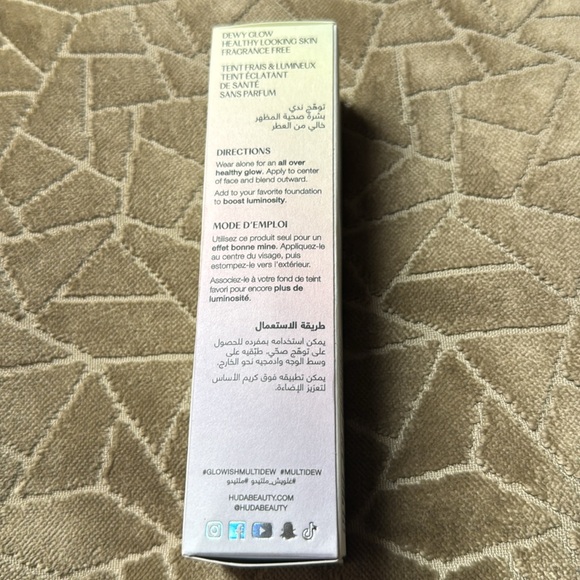 DEWY GLOW
HEALTHY LOOKING SKIN
FRAGRANCE FREE
TEINT FRAIS & LUMINEUX
TEINT ÉCLATANT
DE SANTÉ
SANS PARFUM
توهّج ندي
بشرة صحية المظهر
خالي من العطر
DIRECTIONS
Wear alone for an all over
healthy glow. Apply to center
of face and blend outward.
Add to your favorite foundation
to boost luminosity.
MODE D'EMPLOI
Utilisez ce produit seul pour un
effet bonne mine. Appliquez-le
au centre du visage, puis
estompez-le vers l'extérieur.
Associez-le à votre fond de teint
favori pour encore plus de
luminosité.
طريقة الاستعمال
يمكن استخدامه بمفرده للحصول
على توهّج صحّي. طبّقيه على
وسط الوجه وادمجيه نحو الخارج.
يمكن تطبيقه فوق كريم الأساس
لتعزيز الإضاءة.
#GLOWISHMULTIDEW #MULTIDEW
#غلويش_ملتيدو #ملتيدو
HUDABEAUTY.COM
@HUDABEAUTY